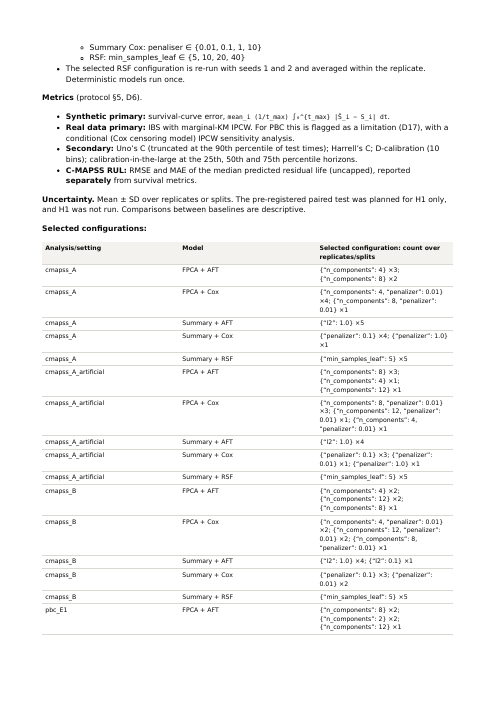 Summary Cox: penaliser ∈ {0.01, 0.1, 1, 10}
RSF: min_samples_leaf ∈ {5, 10, 20, 40}
The selected RSF configuration is re-run with seeds 1 and 2 and averaged within the replicate.
Deterministic models run once.
Metrics (protocol §5, D6).
Synthetic primary: survival-curve error, mean_i (1/t_max) ∫₀^{t_max} |Ŝ_i − S_i| dt.
Real data primary: IBS with marginal-KM IPCW. For PBC this is flagged as a limitation (D17), with a
conditional (Cox censoring model) IPCW sensitivity analysis.
Secondary: Uno's C (truncated at the 90th percentile of test times); Harrell's C; D-calibration (10
bins); calibration-in-the-large at the 25th, 50th and 75th percentile horizons.
C-MAPSS RUL: RMSE and MAE of the median predicted residual life (uncapped), reported
separately from survival metrics.
Uncertainty. Mean ± SD over replicates or splits. The pre-registered paired test was planned for H1 only,
and H1 was not run. Comparisons between baselines are descriptive.
Selected configurations:
Analysis/setting Model Selected configuration: count over
replicates/splits
cmapss_A FPCA + AFT {"n_components": 4} ×3;
{"n_components": 8} ×2
cmapss_A FPCA + Cox {"n_components": 4, "penalizer": 0.01}
×4; {"n_components": 8, "penalizer":
0.01} ×1
cmapss_A Summary + AFT {"l2": 1.0} ×5
cmapss_A Summary + Cox {"penalizer": 0.1} ×4; {"penalizer": 1.0}
×1
cmapss_A Summary + RSF {"min_samples_leaf": 5} ×5
cmapss_A_artificial FPCA + AFT {"n_components": 8} ×3;
{"n_components": 4} ×1;
{"n_components": 12} ×1
cmapss_A_artificial FPCA + Cox {"n_components": 8, "penalizer": 0.01}
×3; {"n_components": 12, "penalizer":
0.01} ×1; {"n_components": 4,
"penalizer": 0.01} ×1
cmapss_A_artificial Summary + AFT {"l2": 1.0} ×4
cmapss_A_artificial Summary + Cox {"penalizer": 0.1} ×3; {"penalizer":
0.01} ×1; {"penalizer": 1.0} ×1
cmapss_A_artificial Summary + RSF {"min_samples_leaf": 5} ×5
cmapss_B FPCA + AFT {"n_components": 4} ×2;
{"n_components": 12} ×2;
{"n_components": 8} ×1
cmapss_B FPCA + Cox {"n_components": 4, "penalizer": 0.01}
×2; {"n_components": 12, "penalizer":
0.01} ×2; {"n_components": 8,
"penalizer": 0.01} ×1
cmapss_B Summary + AFT {"l2": 1.0} ×4; {"l2": 0.1} ×1
cmapss_B Summary + Cox {"penalizer": 0.1} ×3; {"penalizer":
0.01} ×2
cmapss_B Summary + RSF {"min_samples_leaf": 5} ×5
pbc_E1 FPCA + AFT {"n_components": 8} ×2;
{"n_components": 2} ×2;
{"n_components": 12} ×1